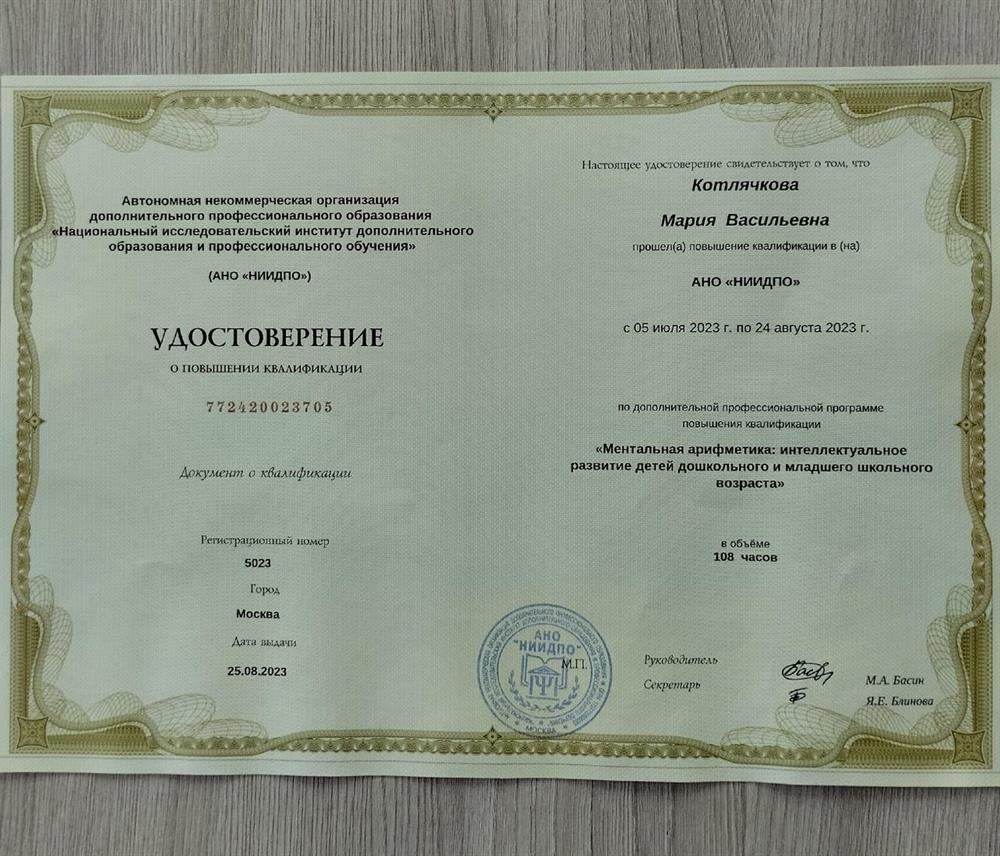 Автономная некоммерческая организация
дополнительного профессионального образования
«Национальный исследовательский институт дополнительного
образования и профессионального обучения»
(АНО «НИИДПО»)
УДОСТОВЕРЕНИЕ
О ПОВЫШЕНИИ КВАЛИФИКАЦИИ
772420023705
Документ о квалификации
Регистрационный номер
5023
Город
Москва
Дата выдачи
25.08.2023
Настоящее удостоверение свидетельствует о том, что
Котлячкова
Мария Васильевна
прошел(а) повышение квалификации в (на)
АНО «НИИДПО»
с 05 июля 2023 г. по 24 августа 2023 г.
по дополнительной профессиональной программе
повышения квалификации
«Ментальная арифметика: интеллектуальное
развитие детей дошкольного и младшего школьного
возраста»
в объёме
108 часов
АНО
"НИИДПО"
МОСКВА
М.П.
Руководитель
М.А. Басин
Секретарь
Я.Е. Блинова